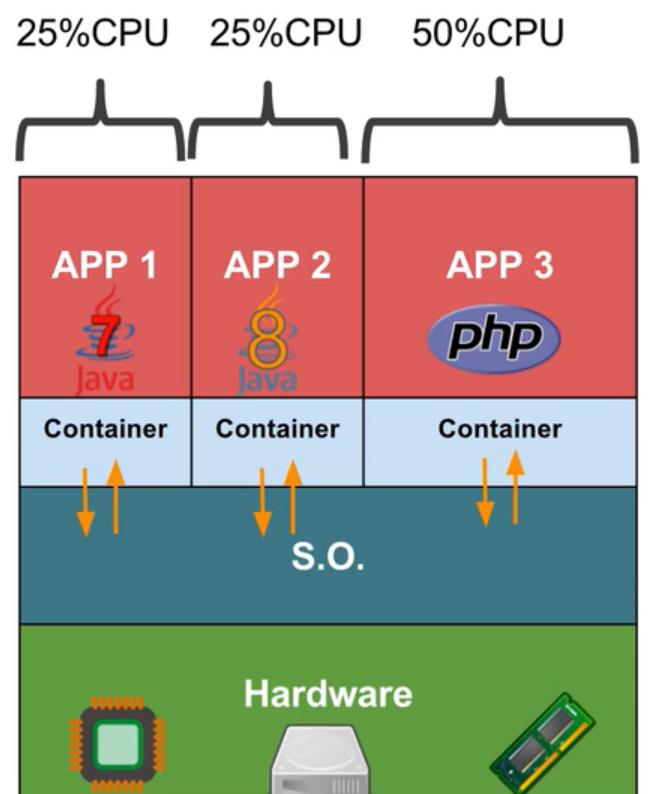 25%CPU 25%CPU 50%CPU
APP 1 APP 2 APP 3
7 8 php
Java Java
Container Container Container
S.O.
Hardware